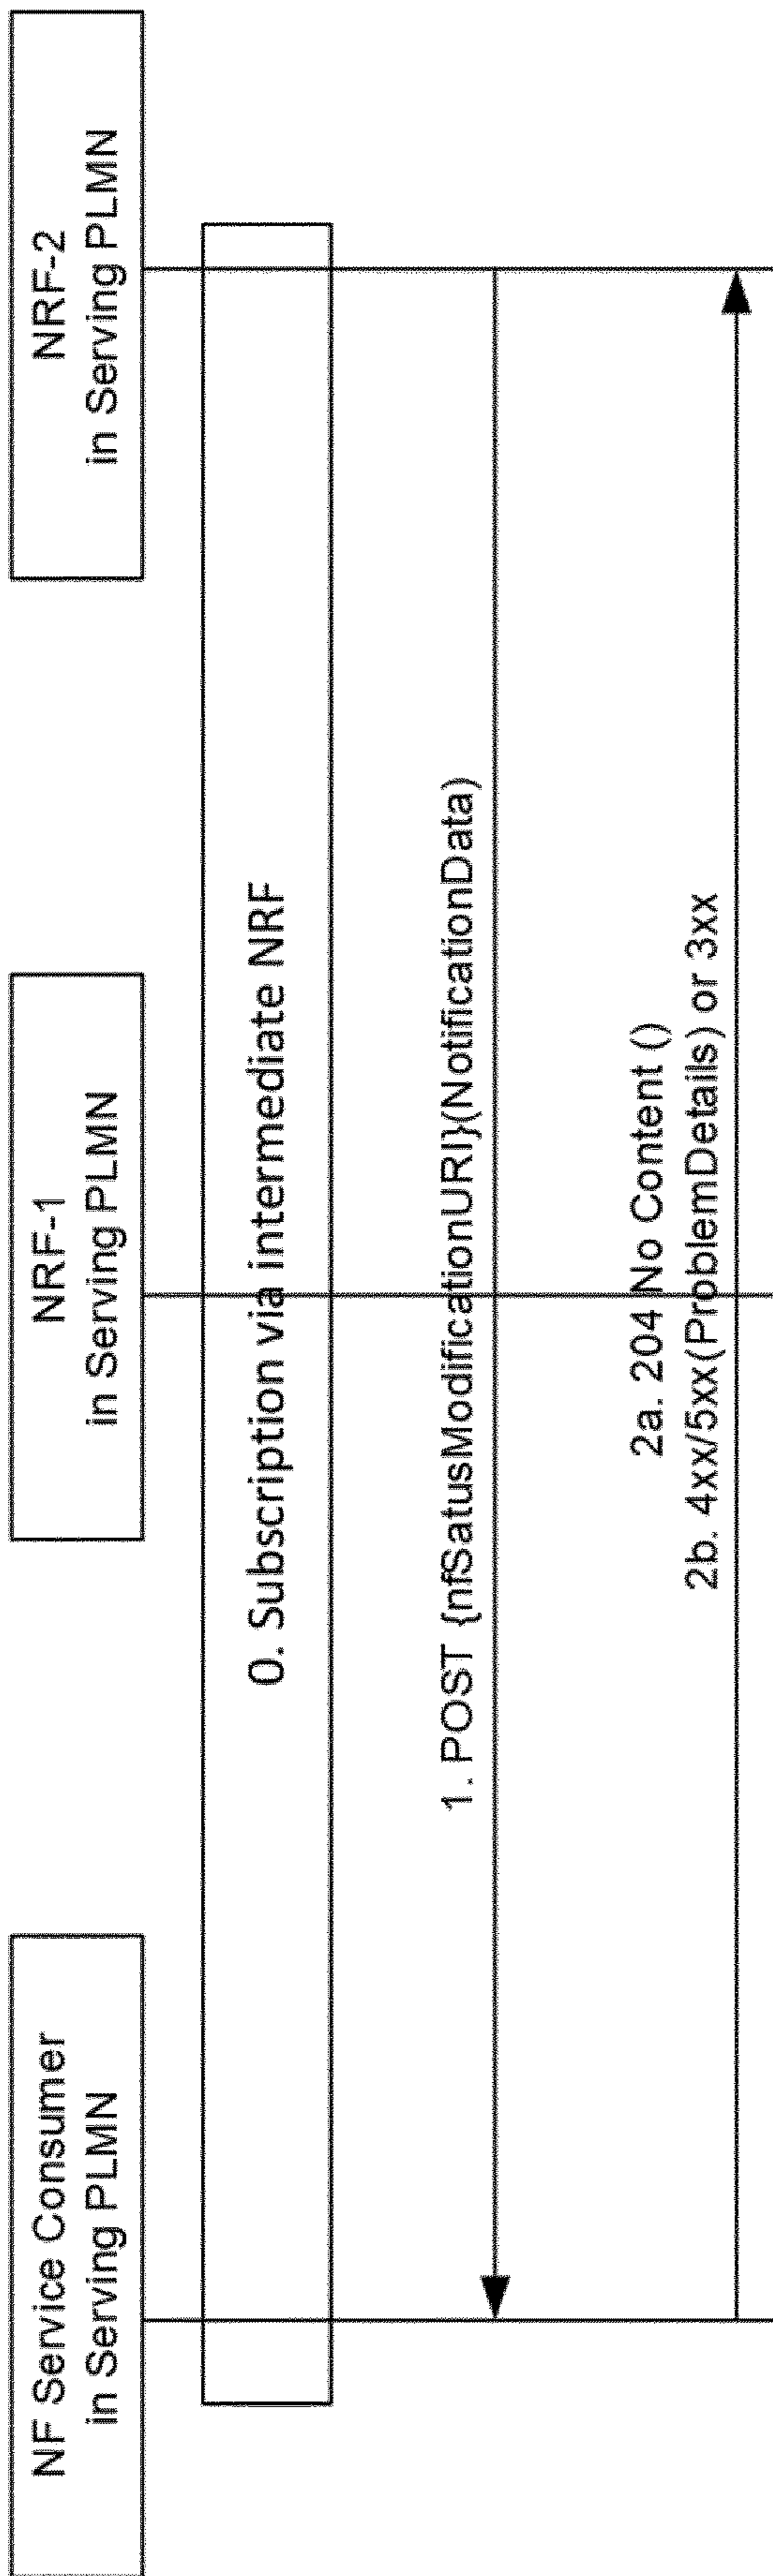 NF Service Consumer
in Serving PLMN
NRF-1
in Serving PLMN
NRF-2
in Serving PLMN
0. Subscription via intermediate NRF
1. POST {nfSatusModificationURI}(NotificationData)
2a. 204 No Content ()
2b. 4xx/5xx(ProblemDetails) or 3xx